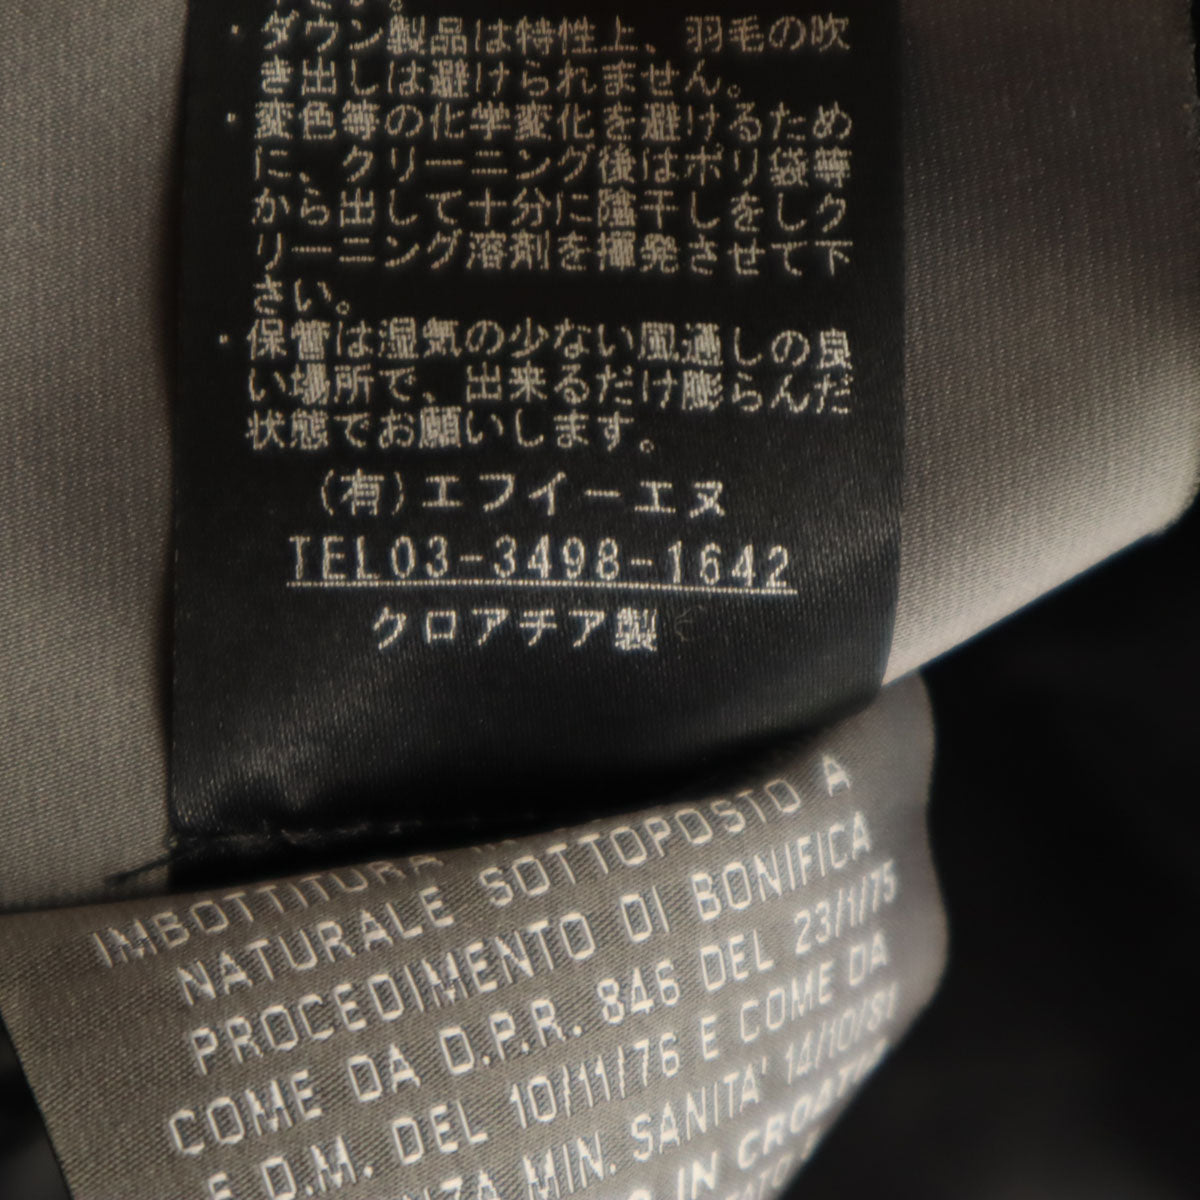 ・ダウン製品は特性上、羽毛の吹
き出しは避けられません。
・変色等の化学変化を避けるため
に、クリーニング後はポリ袋等
から出して十分に陰干しをしク
リーニング溶剤を揮発させて下
さい。
・保管は湿気の少ない風通しの良
い場所で、出来るだけ膨らんだ
状態でお願いします。
(有)エフイーエヌ
TEL03-3498-1642
クロアチア製
IMBOTTITURA
NATURALE SOTTOPOSTO A
PROCEDIMENTO DI BONIFICA
COME DA D.P.R. 846 DEL 23/1/75
E D.M. DEL 10/11/76 E COME DA
MIN. SANITA' 14/10/81
IN CROATIA